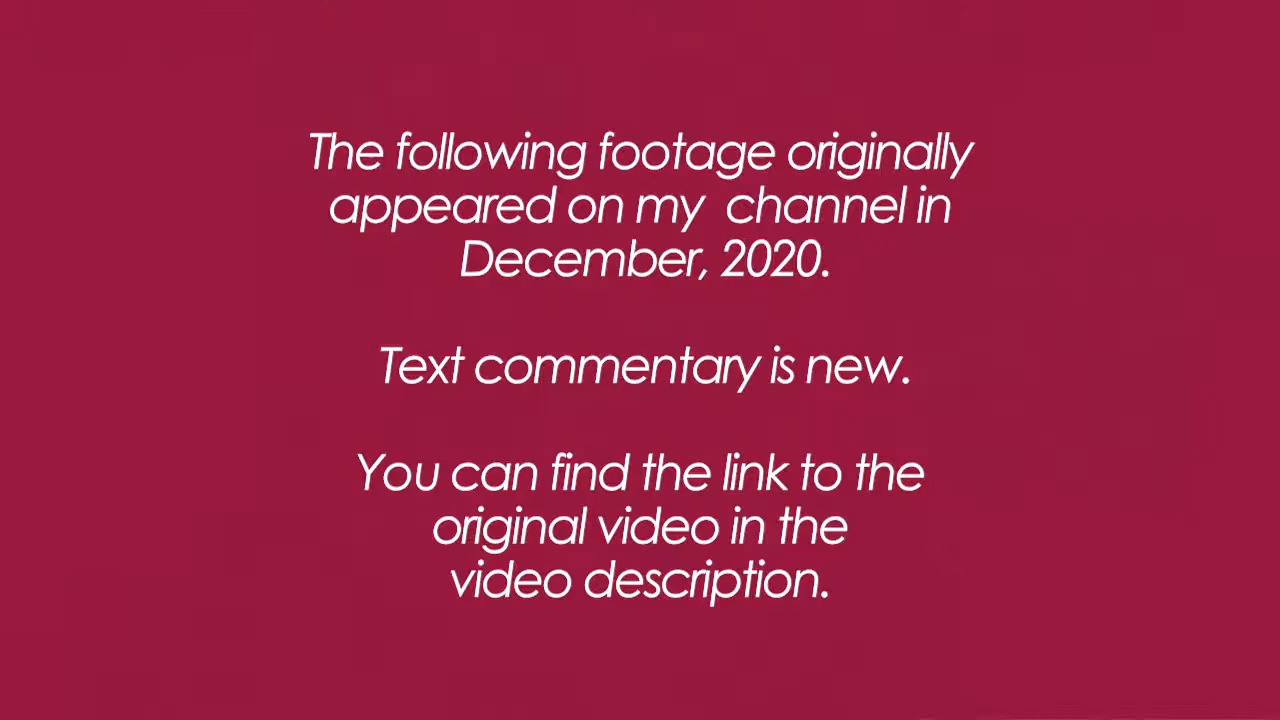 The following footage originally
appeared on my channel in
December, 2020.
Text commentary is new.
You can find the link to the
original video in the
video description.